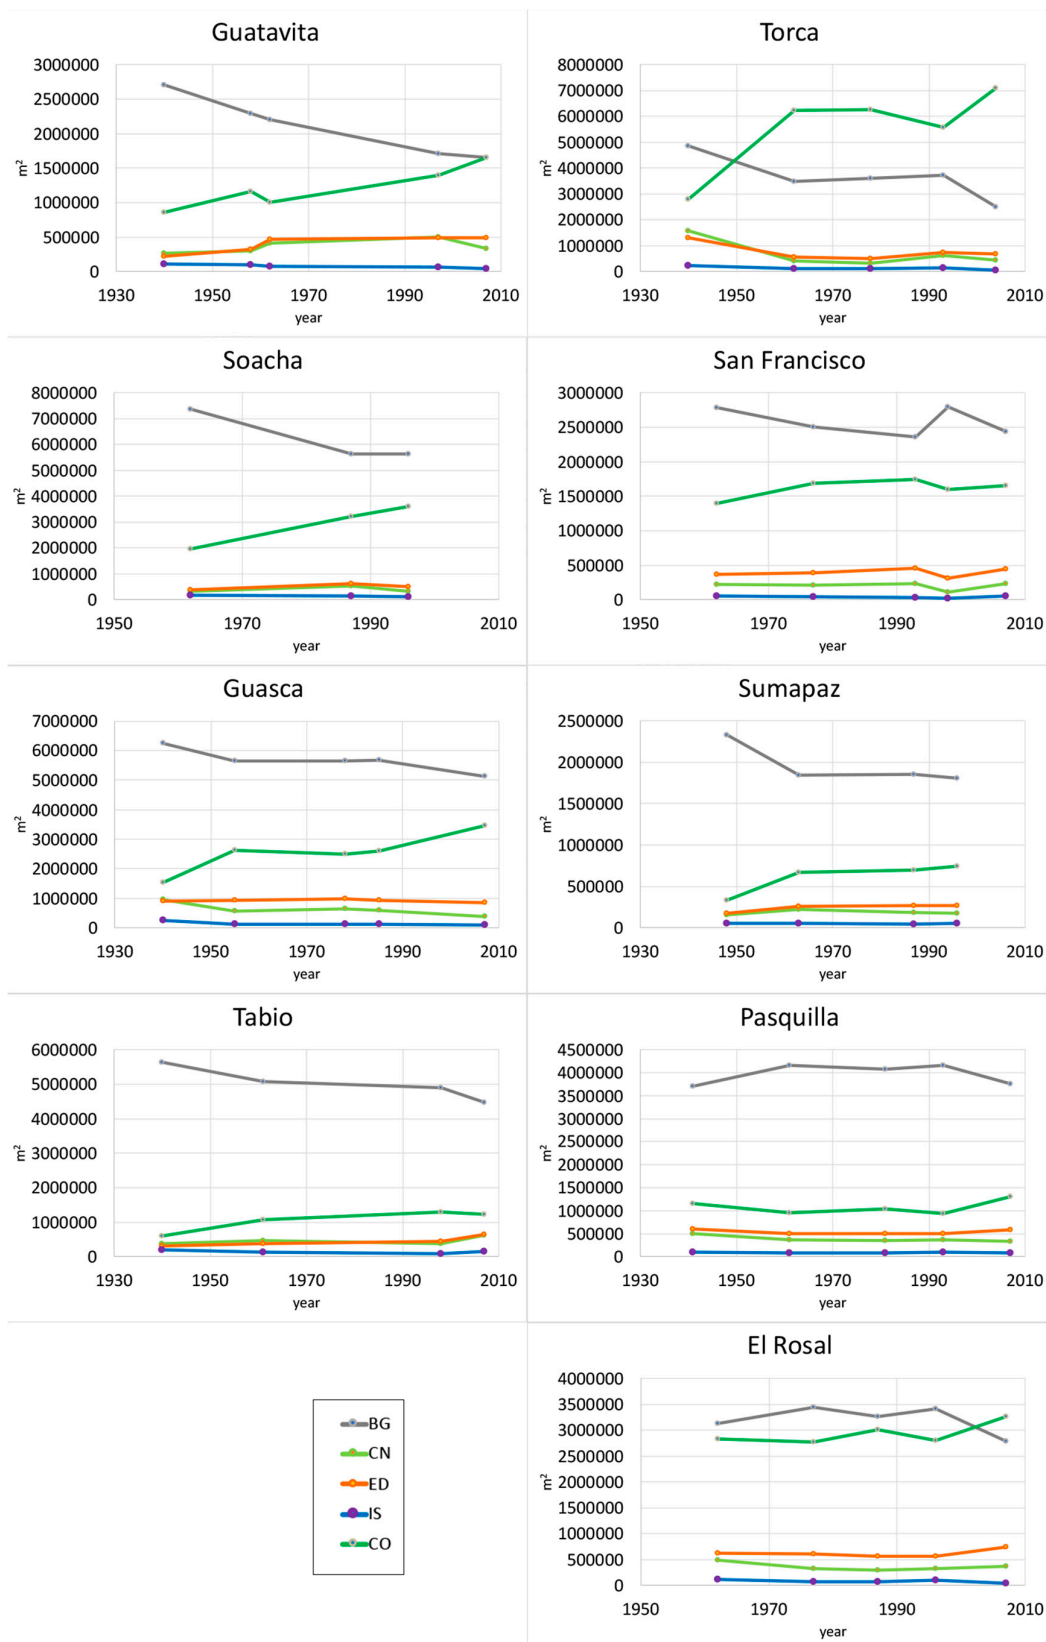 Guatavita
3000000
2500000
2000000
1500000
1000000
500000
0
m²
1930 1950 1970 1990 2010
year
Torca
8000000
7000000
6000000
5000000
4000000
3000000
2000000
1000000
0
m²
1930 1950 1970 1990 2010
year
Soacha
8000000
7000000
6000000
5000000
4000000
3000000
2000000
1000000
0
m²
1950 1970 1990 2010
year
San Francisco
3000000
2500000
2000000
1500000
1000000
500000
0
m²
1950 1970 1990 2010
year
Guasca
7000000
6000000
5000000
4000000
3000000
2000000
1000000
0
m²
1930 1950 1970 1990 2010
year
Sumapaz
2500000
2000000
1500000
1000000
500000
0
m²
1930 1950 1970 1990 2010
year
Tabio
6000000
5000000
4000000
3000000
2000000
1000000
0
m²
1930 1950 1970 1990 2010
year
Pasquilla
4500000
4000000
3500000
3000000
2500000
2000000
1500000
1000000
500000
0
m²
1930 1950 1970 1990 2010
year
BG
CN
ED
IS
CO
El Rosal
4000000
3500000
3000000
2500000
2000000
1500000
1000000
500000
0
m²
1950 1970 1990 2010
year